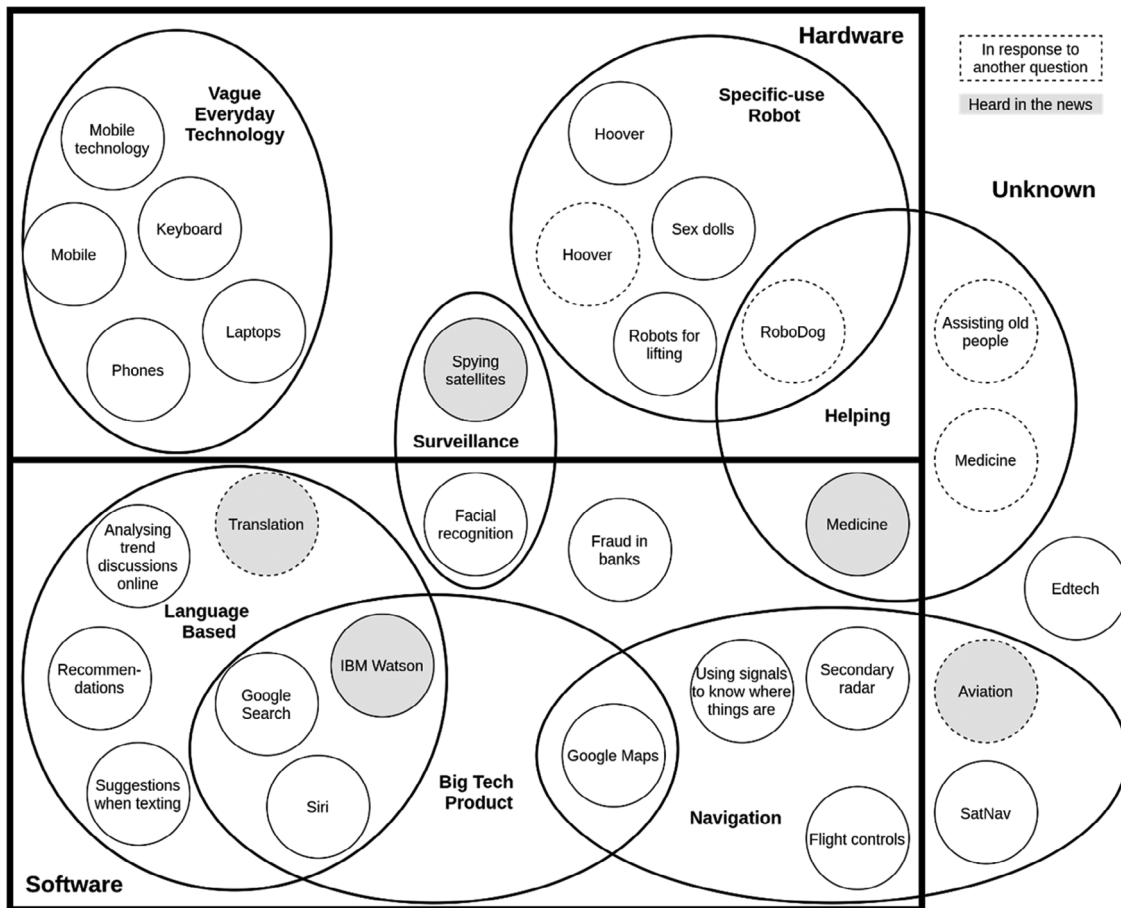 Hardware
In response to
another question
Heard in the news
Unknown
Vague
Everyday
Technology
Mobile
technology
Keyboard
Mobile
Laptops
Phones
Specific-use
Robot
Hoover
Sex dolls
Hoover
Robots for
lifting
RoboDog
Assisting old
people
Helping
Medicine
Spying
satellites
Surveillance
Facial
recognition
Fraud in
banks
Medicine
Edtech
Translation
Analysing
trend
discussions
online
Language
Based
Recommen-
dations
Suggestions
when texting
IBM Watson
Google
Search
Siri
Big Tech
Product
Google Maps
Using signals
to know where
things are
Secondary
radar
Aviation
Navigation
Flight controls
SatNav
Software